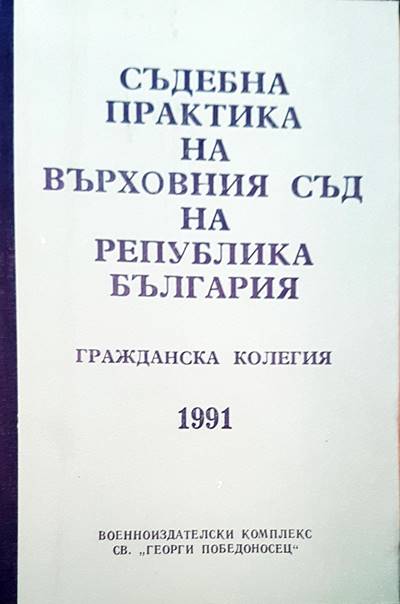 СЪДЕБНА
ПРАКТИКА
НА
ВЪРХОВНИЯ СЪД
НА
РЕПУБЛИКА
БЪЛГАРИЯ
ГРАЖДАНСКА КОЛЕГИЯ
1991
ВОЕННОИЗДАТЕЛСКИ КОМПЛЕКС
СВ. „ГЕОРГИ ПОБЕДОНОСЕЦ“